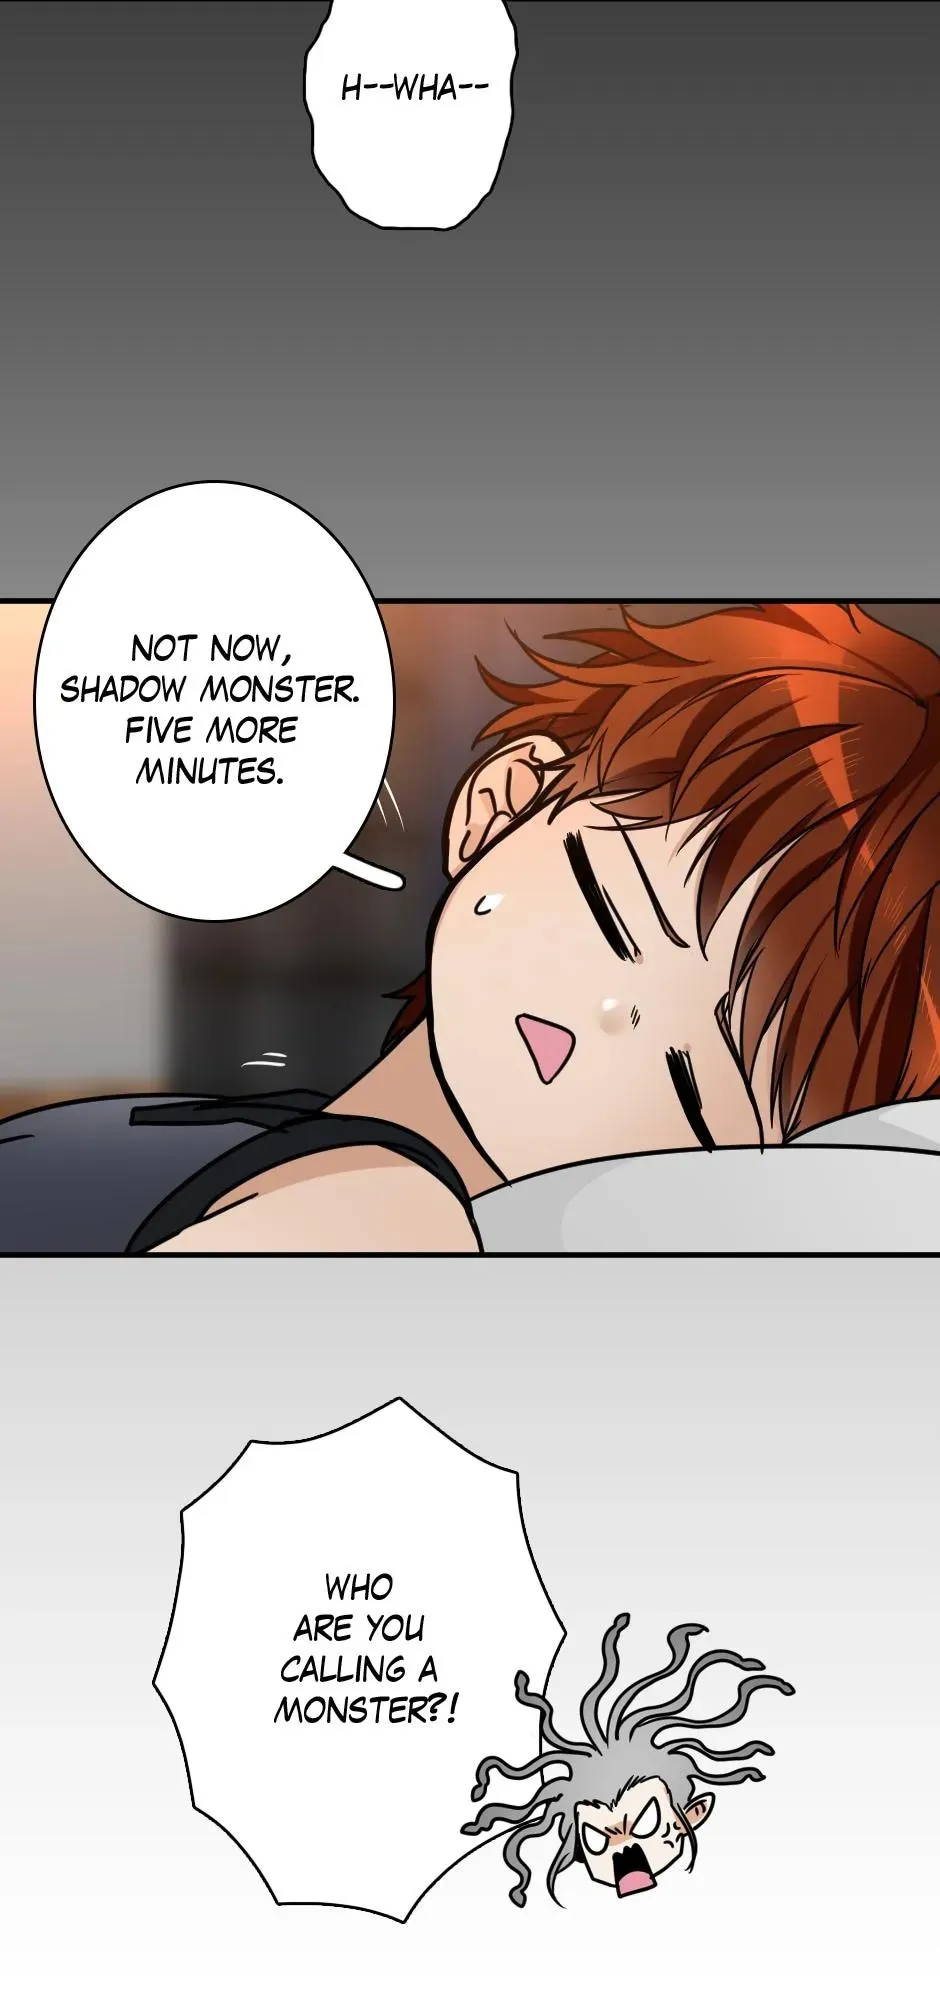 H--WHA--
NOT NOW,
SHADOW MONSTER.
FIVE MORE
MINUTES.
WHO
ARE YOU
CALLING A
MONSTER?!